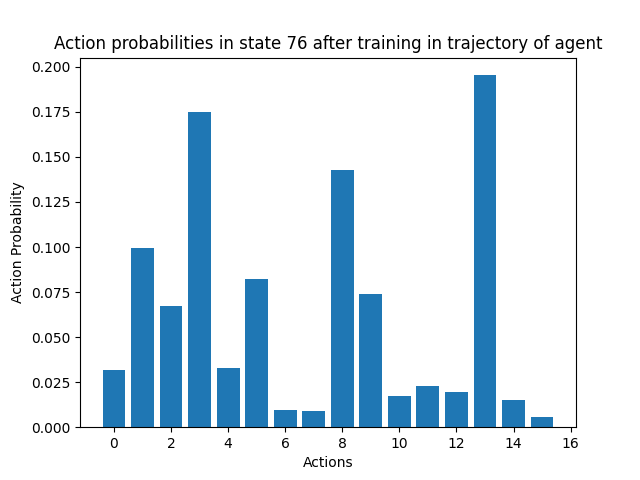 Action probabilities in state 76 after training in trajectory of agent
0.200
0.175
0.150
0.125
0.100
0.075
0.050
0.025
0.000
Action Probability
0 2 4 6 8 10 12 14 16
Actions